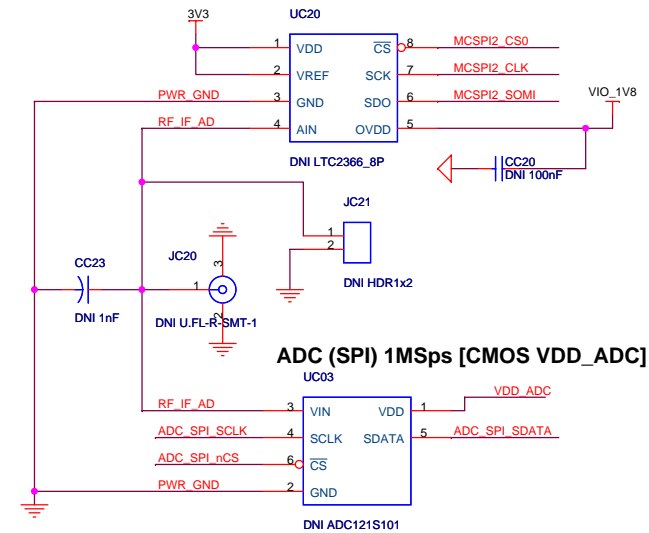 3V3
UC20
1 VDD CS 8 MCSPI2_CS0
2 VREF SCK 7 MCSPI2_CLK
PWR_GND 3 GND SDO 6 MCSPI2_SOMI
VIO_1V8
RF_IF_AD 4 AIN OVDD 5
DNI LTC2366_8P
CC20
DNI 100nF
JC21
1
2
DNI HDR1x2
CC23
DNI 1nF
JC20
3
1
2
DNI U.FL-R-SMT-1
ADC (SPI) 1MSps [CMOS VDD_ADC]
UC03
VDD_ADC
RF_IF_AD 3 VIN VDD 1
ADC_SPI_SCLK 4 SCLK SDATA 5 ADC_SPI_SDATA
ADC_SPI_nCS 6 CS
PWR_GND 2 GND
DNI ADC121S101